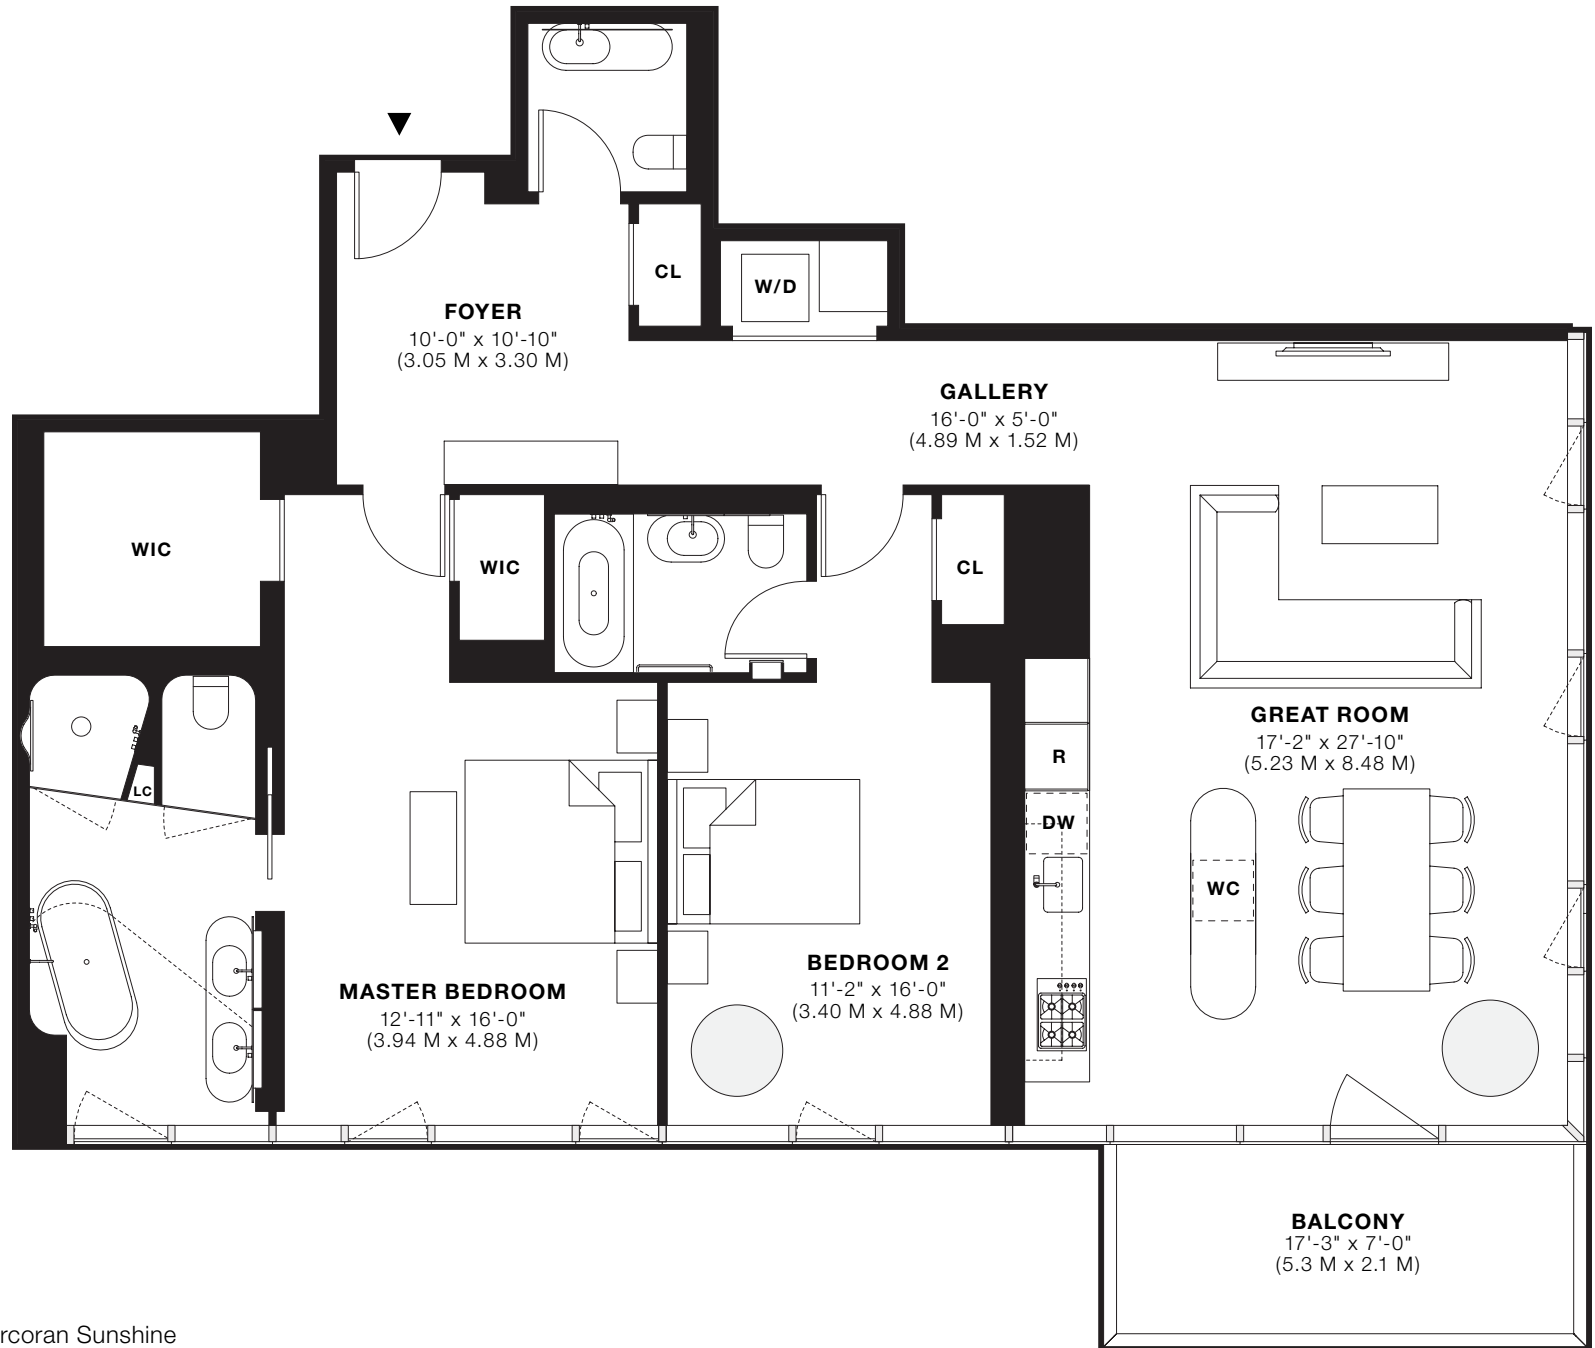 CL
W/D
FOYER
10'-0" x 10'-10"
(3.05 M x 3.30 M)
GALLERY
16'-0" x 5'-0"
(4.89 M x 1.52 M)
WIC
WIC
CL
GREAT ROOM
17'-2" x 27'-10"
(5.23 M x 8.48 M)
R
LC
DW
WC
BEDROOM 2
11'-2" x 16'-0"
(3.40 M x 4.88 M)
MASTER BEDROOM
12'-11" x 16'-0"
(3.94 M x 4.88 M)
BALCONY
17'-3" x 7'-0"
(5.3 M x 2.1 M)
rcoran Sunshine